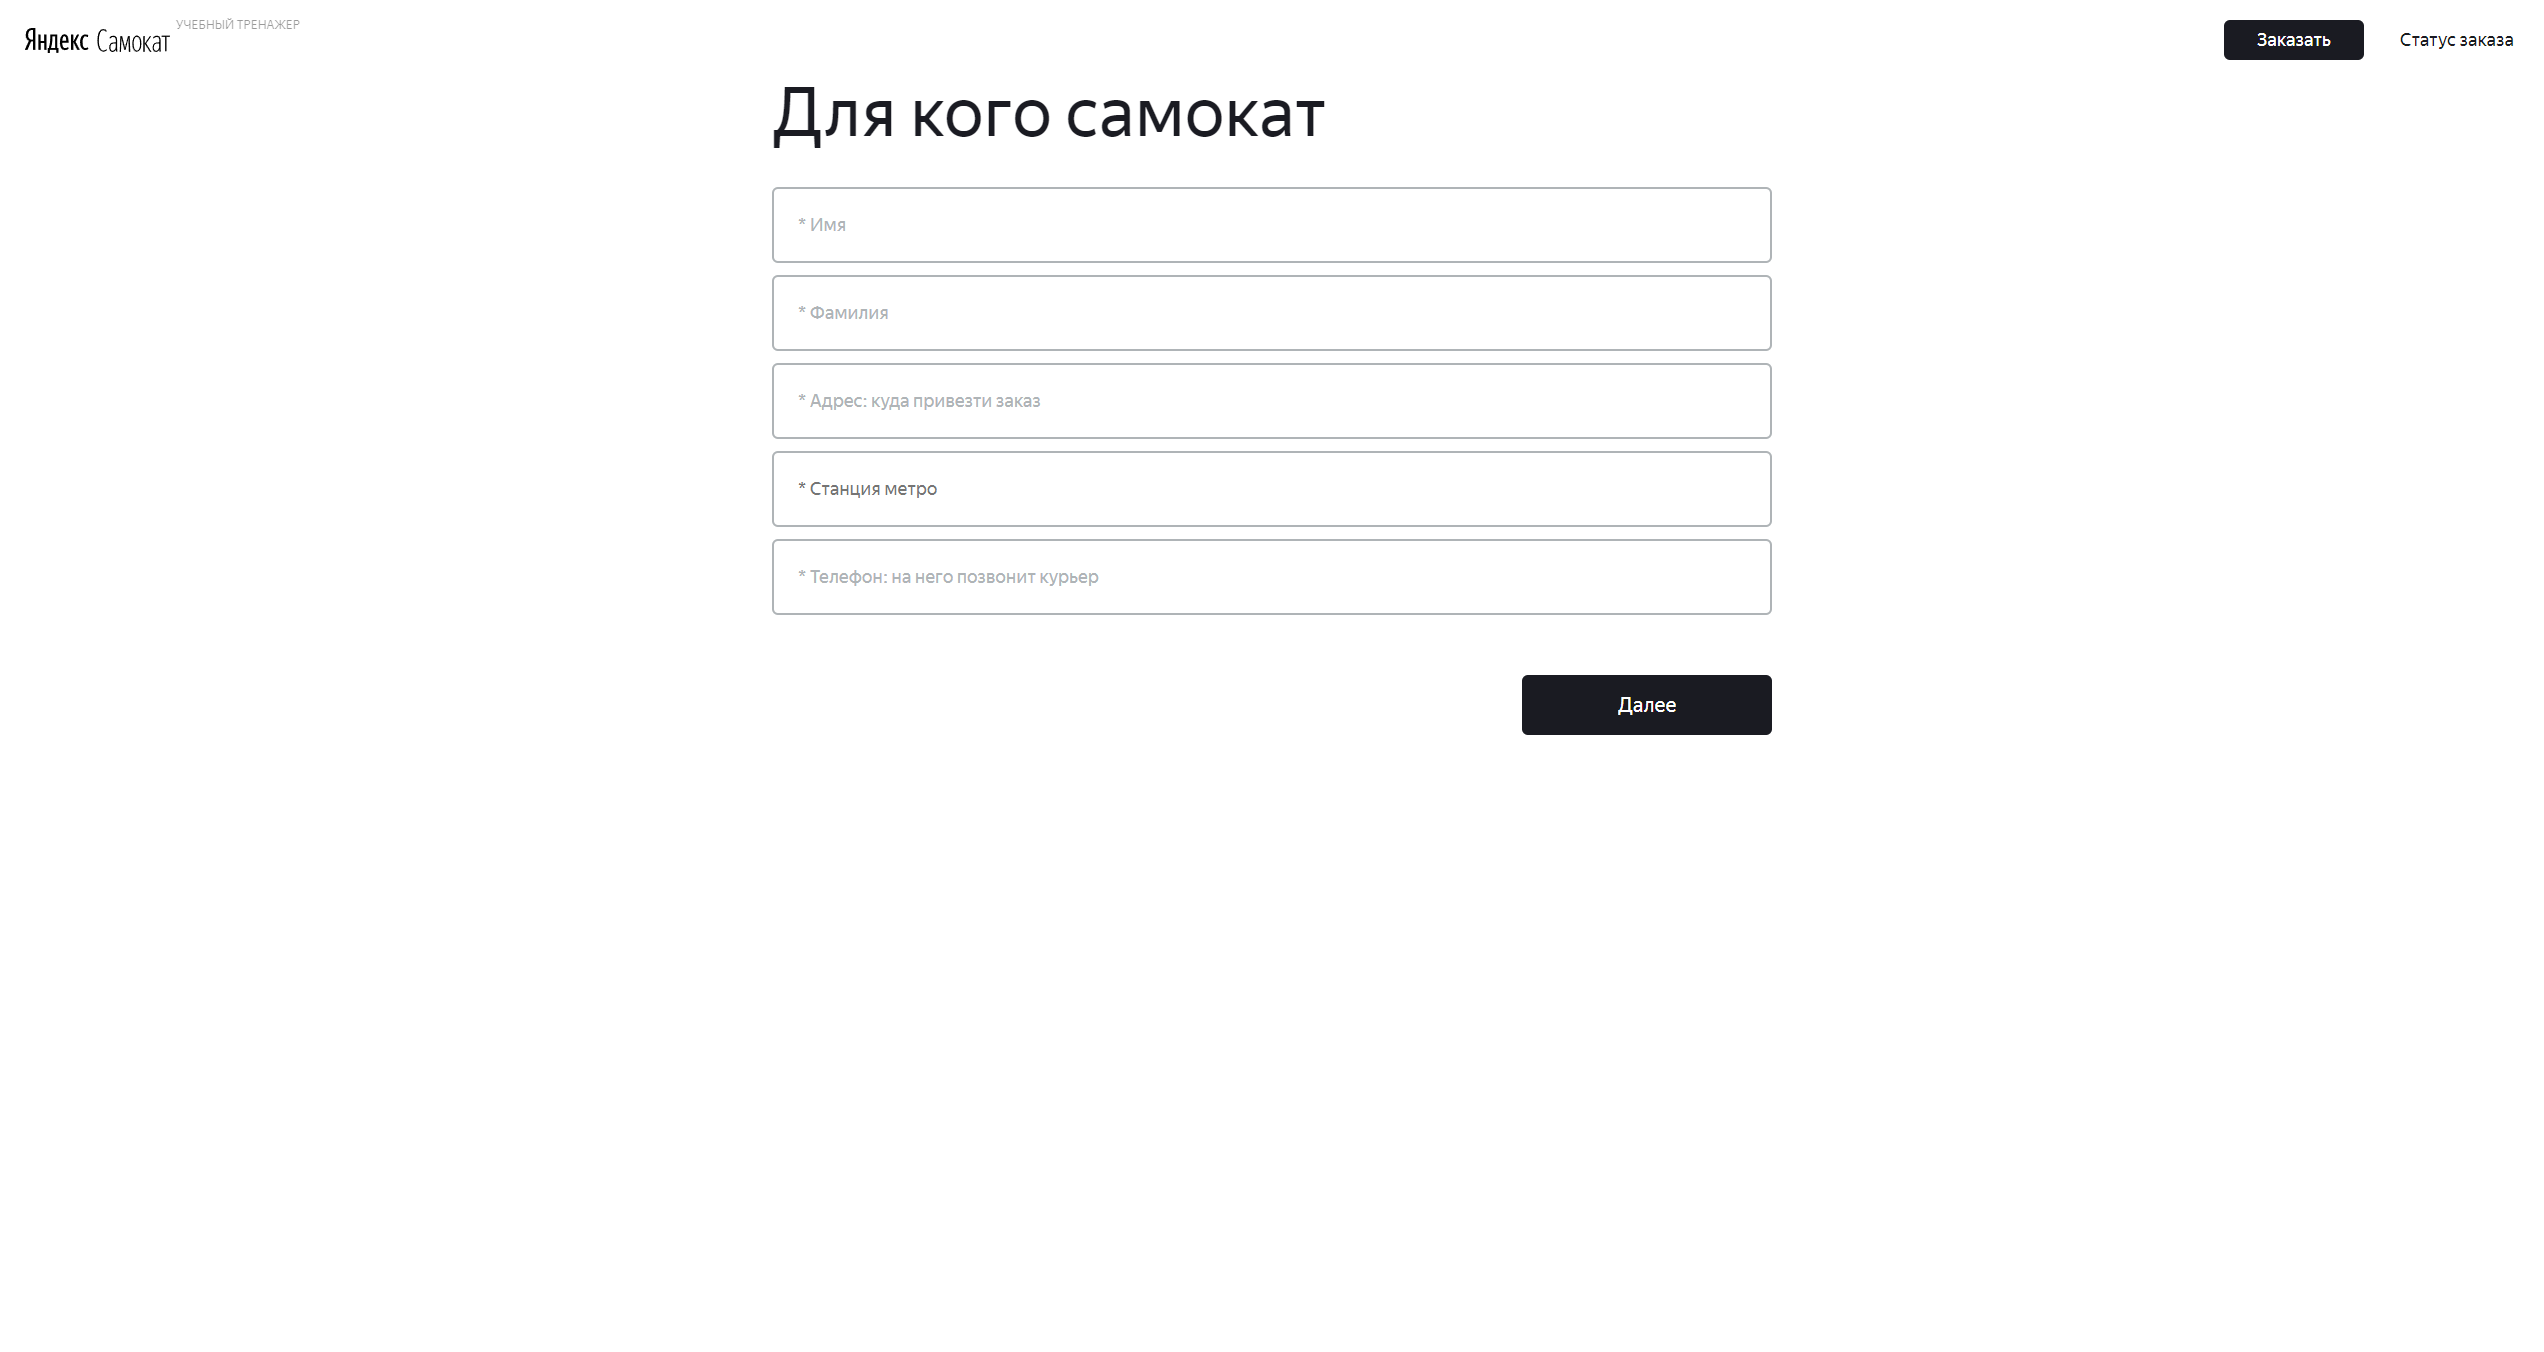 Яндекс Самокат
УЧЕБНЫЙ ТРЕНАЖЕР
Заказать
Статус заказа
Для кого самокат
* Имя
* Фамилия
* Адрес: куда привезти заказ
* Станция метро
* Телефон: на него позвонит курьер
Далее